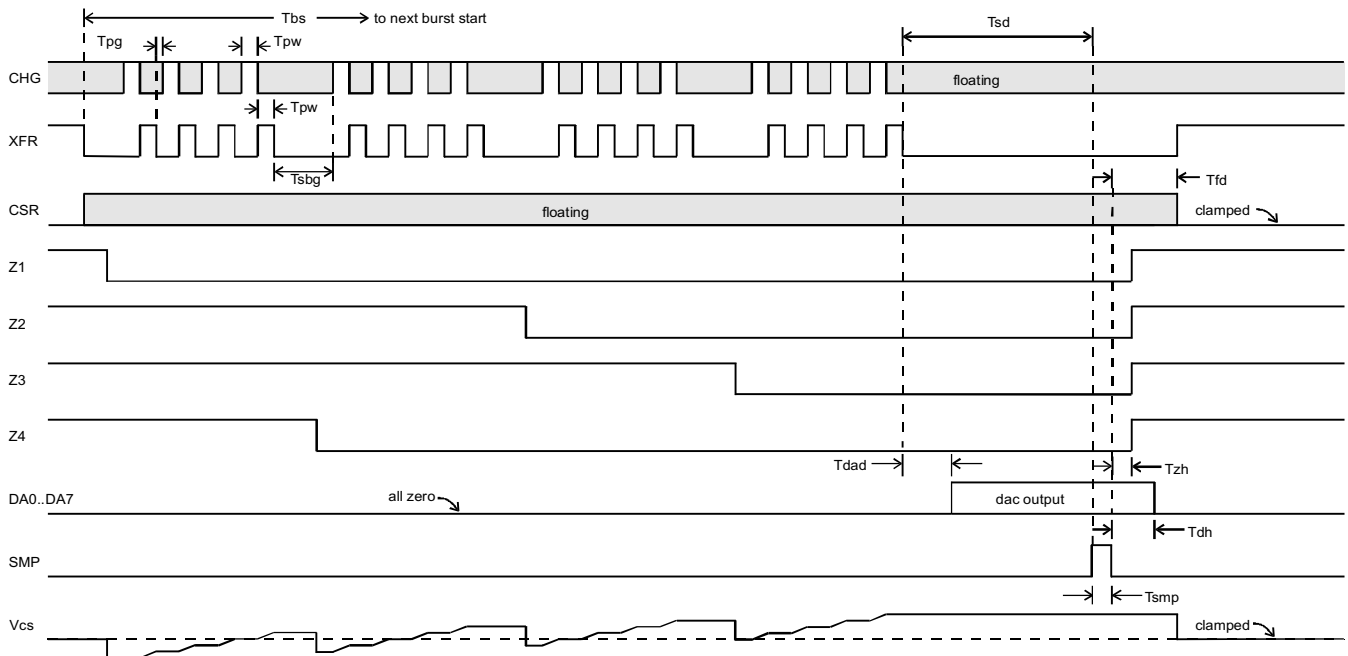 Tbs
to next burst start
Tsd
Tpg
Tpw
CHG
floating
Tpw
XFR
Tsbg
Tfd
CSR
floating
clamped
Z1
Z2
Z3
Z4
Tdad
Tzh
DA0..DA7
all zero
dac output
Tdh
SMP
Tsmp
Vcs
clamped